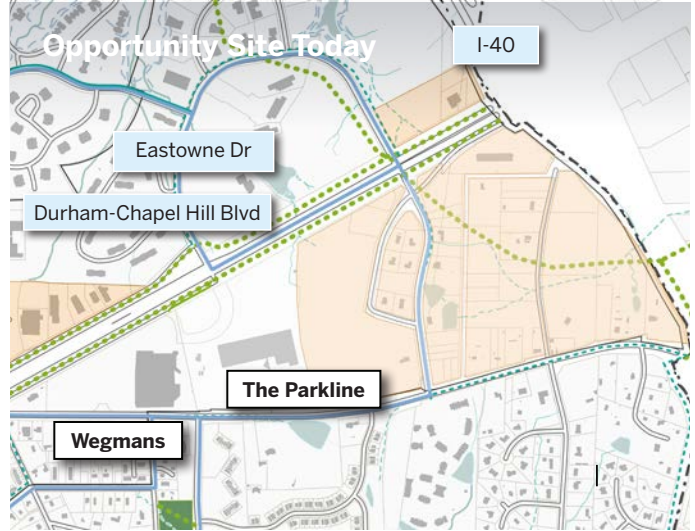 Opportunity Site Today
I-40
Eastowne Dr
Durham-Chapel Hill Blvd
The Parkline
Wegmans